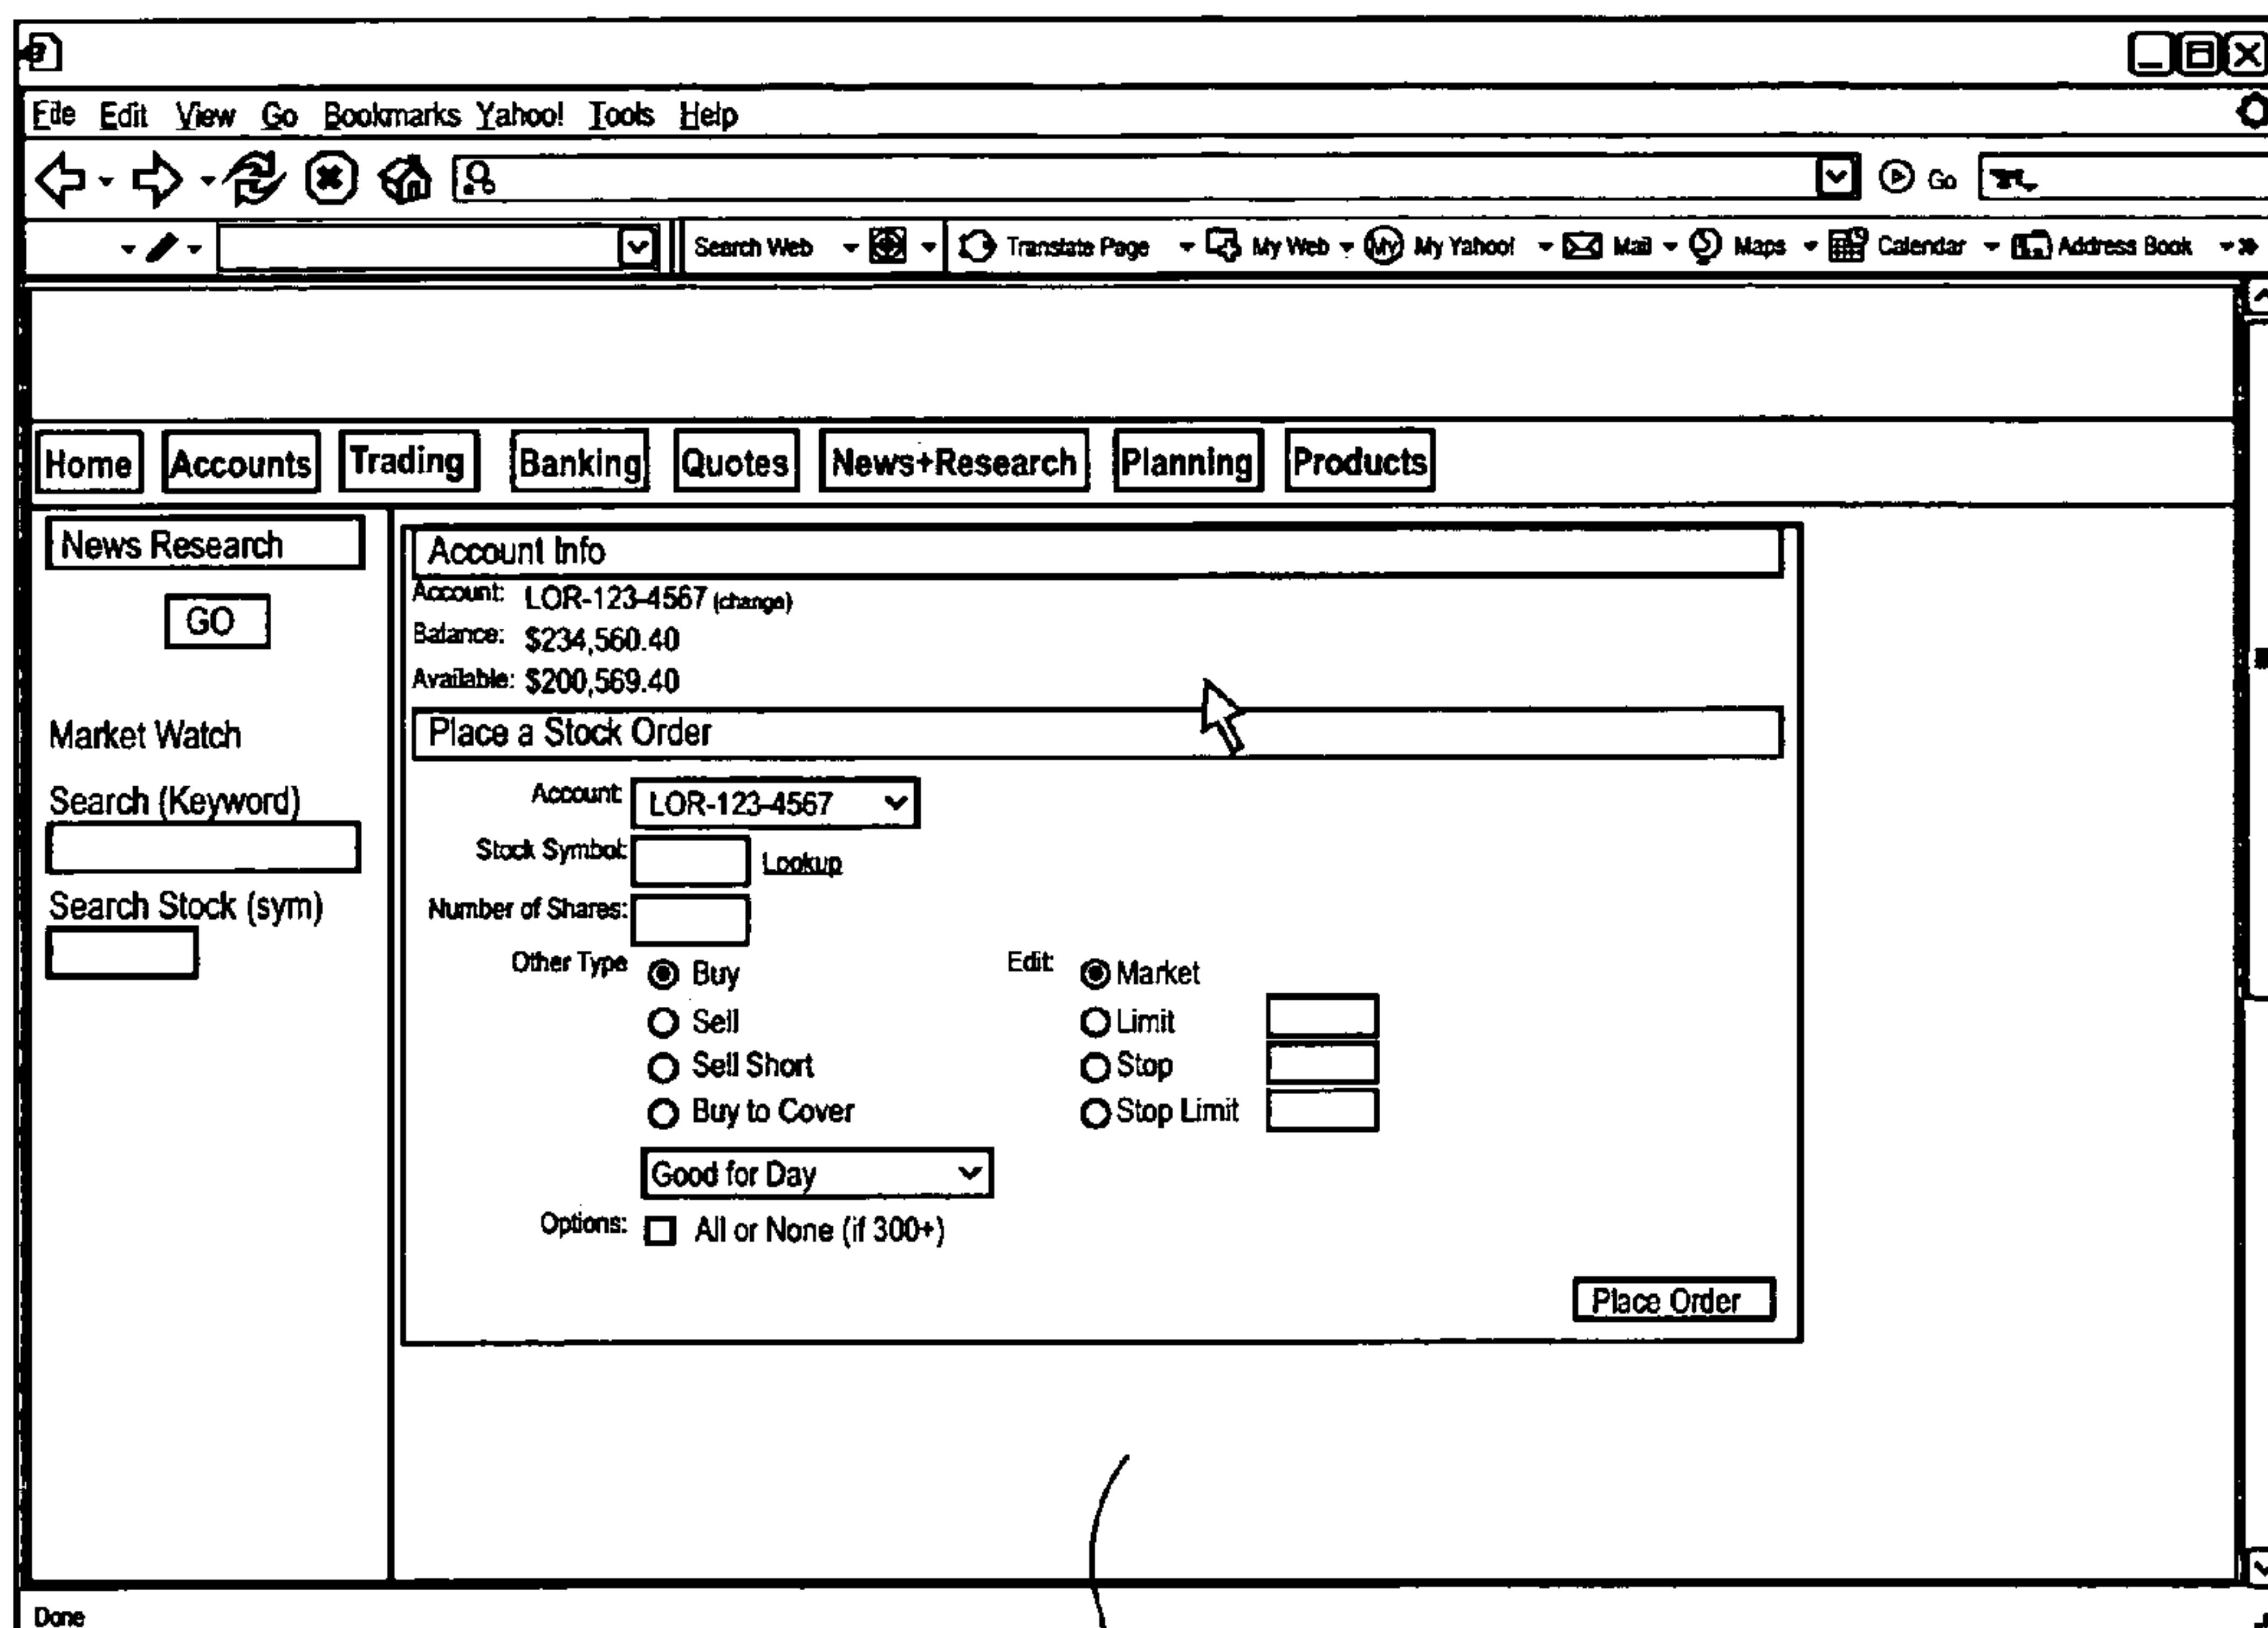 File Edit View Go Bookmarks Yahoo! Tools Help
Go
Search Web Translate Page My Web My My Yahoo! Mail Maps Calendar Address Book
Home Accounts Trading Banking Quotes News+Research Planning Products
News Research
GO
Market Watch
Search (Keyword)
Search Stock (sym)
Account Info
Account: LOR-123-4567 (change)
Balance: $234,560.40
Available: $200,569.40
Place a Stock Order
Account: LOR-123-4567
Stock Symbol: Lookup
Number of Shares:
Other Type Buy Edit: Market
Sell Limit
Sell Short Stop
Buy to Cover Stop Limit
Good for Day
Options: All or None (if 300+)
Place Order
Done